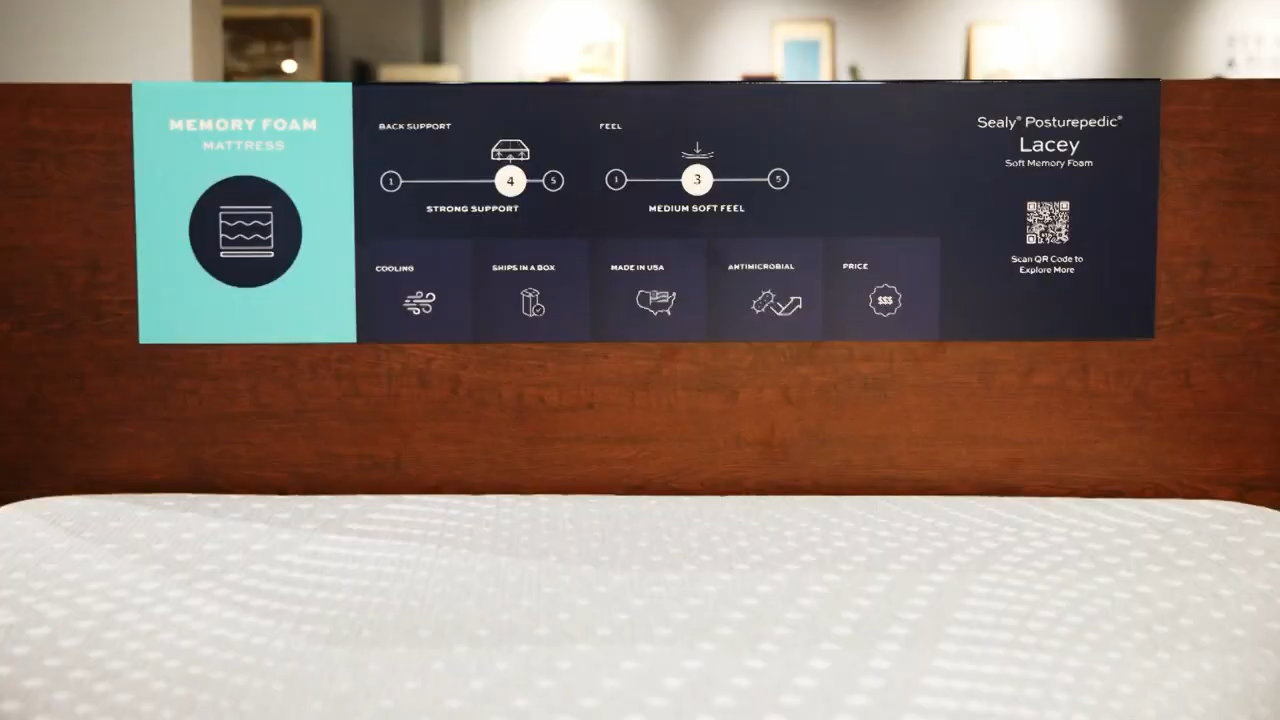 MEMORY FOAM
MATTRESS
BACK SUPPORT
1
4
5
STRONG SUPPORT
FEEL
1
3
5
MEDIUM SOFT FEEL
COOLING
SHIPS IN A BOX
MADE IN USA
ANTIMICROBIAL
PRICE
$$$
Sealy® Posturepedic®
Lacey
Soft Memory Foam
Scan QR Code to
Explore More